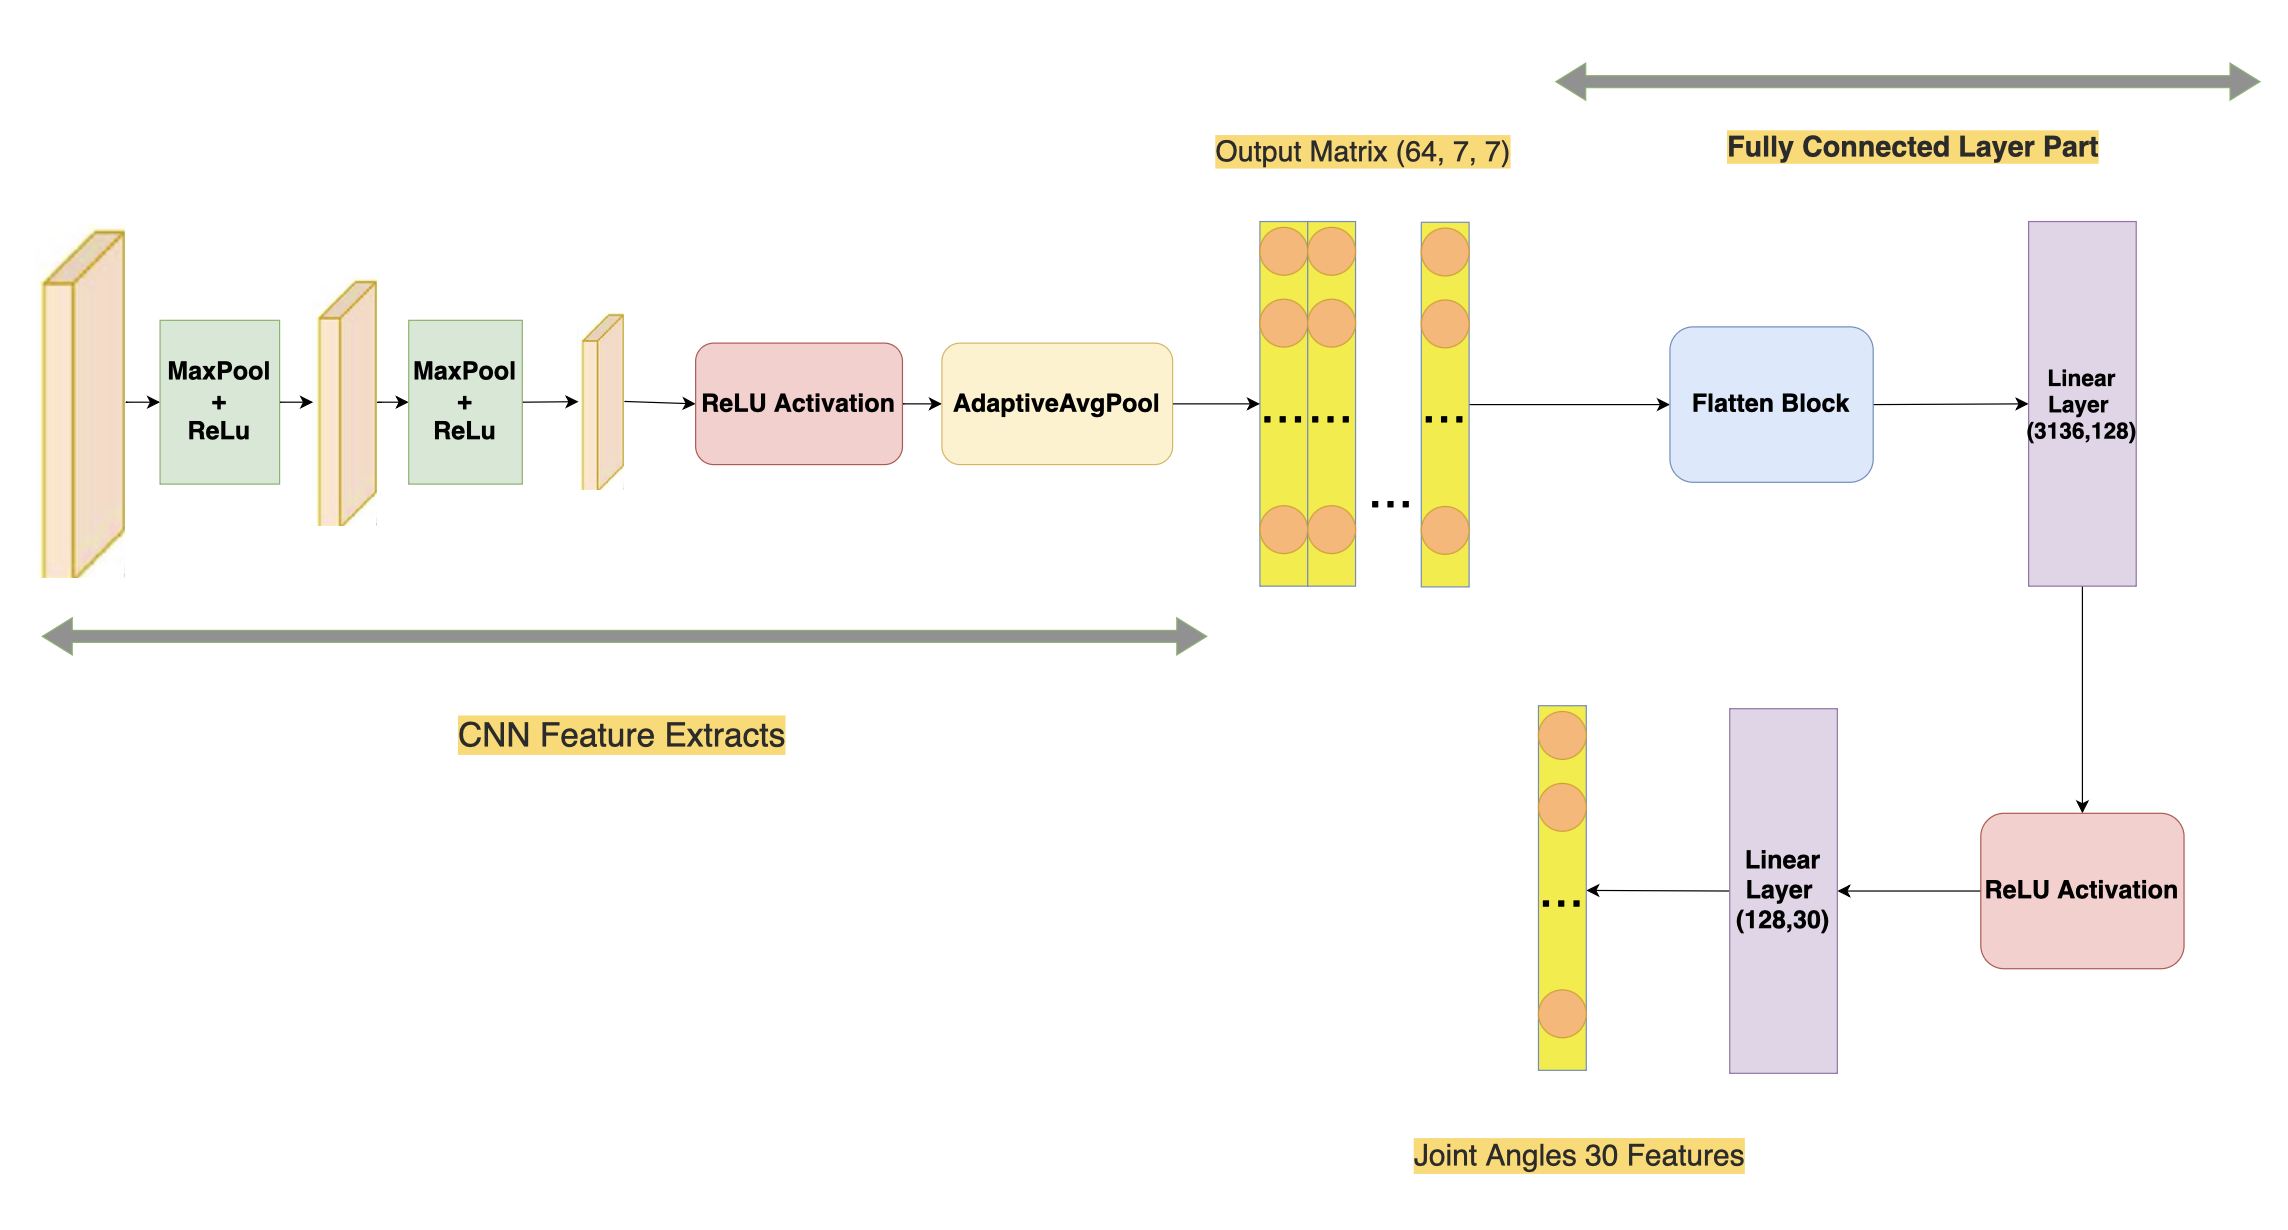 Output Matrix (64, 7, 7)
Fully Connected Layer Part
MaxPool
+
ReLu
MaxPool
+
ReLu
ReLU Activation
AdaptiveAvgPool
......
...
...
Flatten Block
Linear
Layer
(3136,128)
CNN Feature Extracts
...
Linear
Layer
(128,30)
ReLU Activation
Joint Angles 30 Features